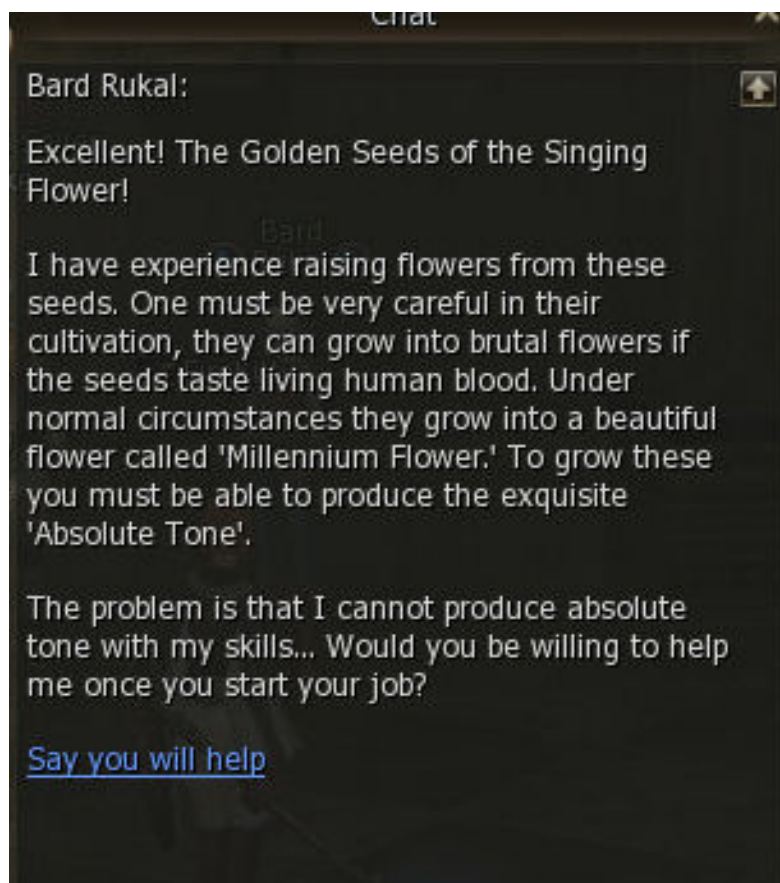 Chat
Bard Rukal:
Excellent! The Golden Seeds of the Singing
Flower!
Bard
I have experience raising flowers from these
seeds. One must be very careful in their
cultivation, they can grow into brutal flowers if
the seeds taste living human blood. Under
normal circumstances they grow into a beautiful
flower called 'Millennium Flower.' To grow these
you must be able to produce the exquisite
'Absolute Tone'.
The problem is that I cannot produce absolute
tone with my skills... Would you be willing to help
me once you start your job?
Say you will help